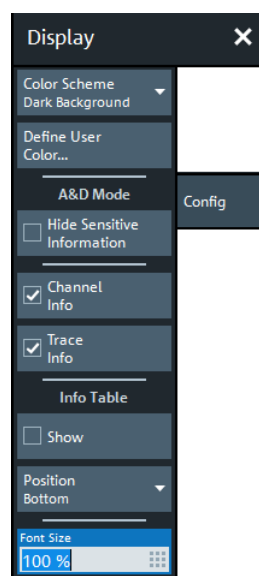 Display
Color Scheme
Dark Background
Define User
Color...
A&D Mode
Hide Sensitive
Information
Config
Channel
Info
Trace
Info
Info Table
Show
Position
Bottom
Font Size
100 %